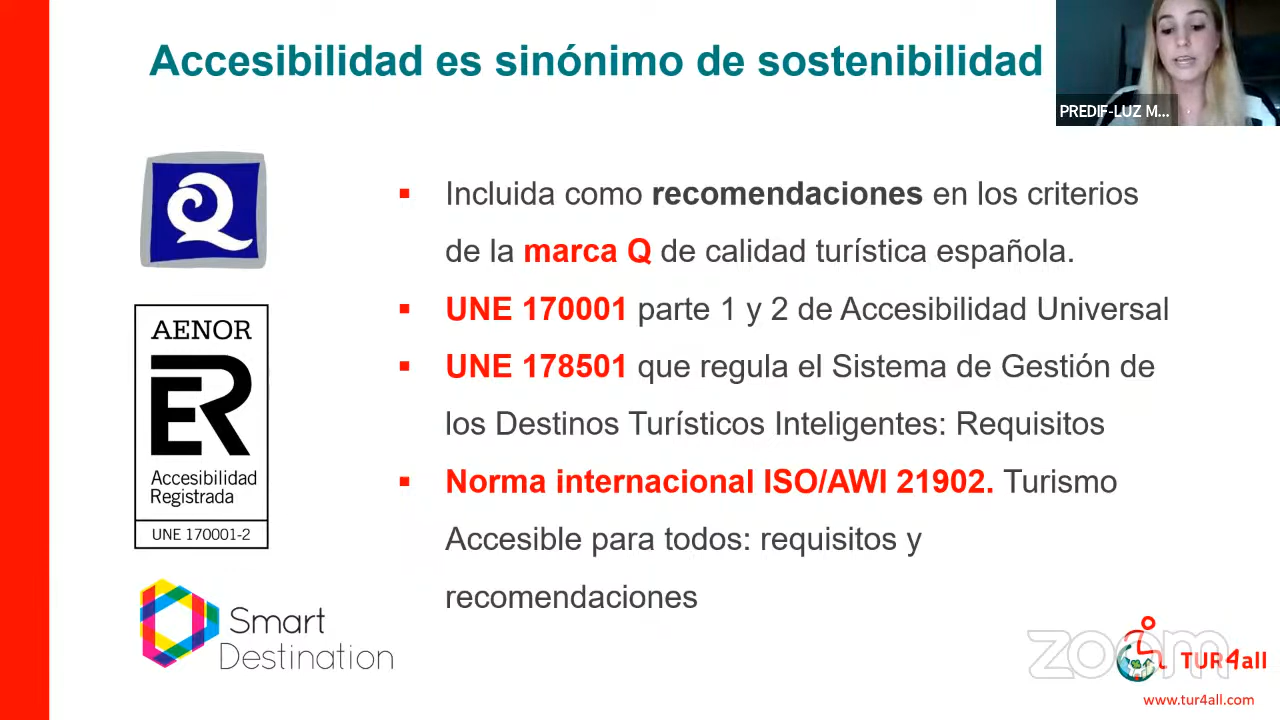 Accesibilidad es sinónimo de sostenibilidad
PREDIF-LUZ M...
Q
▪ Incluida como recomendaciones en los criterios
de la marca Q de calidad turística española.
▪ UNE 170001 parte 1 y 2 de Accesibilidad Universal
▪ UNE 178501 que regula el Sistema de Gestión de
los Destinos Turísticos Inteligentes: Requisitos
▪ Norma internacional ISO/AWI 21902. Turismo
Accesible para todos: requisitos y
recomendaciones
AENOR
ER
Accesibilidad
Registrada
UNE 170001-2
Smart
Destination
zoom
TUR4all
www.tur4all.com